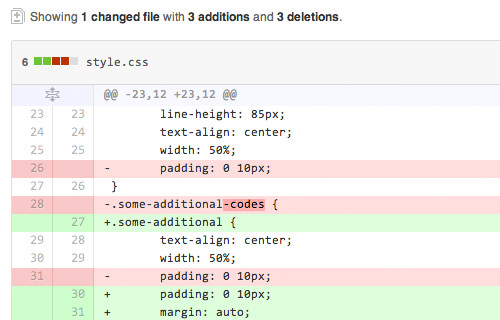 Showing 1 changed file with 3 additions and 3 deletions.
6 style.css
@@ -23,12 +23,12 @@
23 23 line-height: 85px;
24 24 text-align: center;
25 25 width: 50%;
26 - padding: 0 10px;
27 26 }
28 -.some-additional-codes {
27 +.some-additional {
29 28 text-align: center;
30 29 width: 50%;
31 - padding: 0 10px;
30 + padding: 0 10px;
31 + margin: auto;